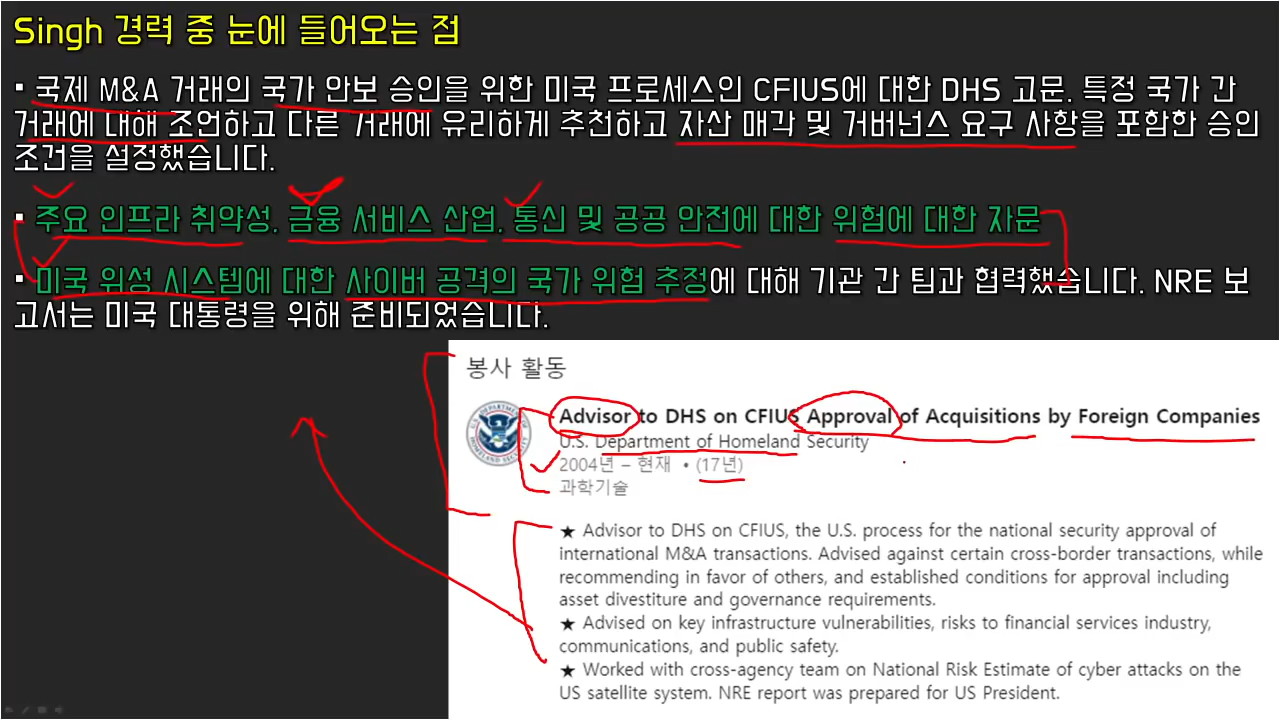 Singh 경력 중 눈에 들어오는 점
▪ 국제 M&A 거래의 국가 안보 승인을 위한 미국 프로세스인 CFIUS에 대한 DHS 고문. 특정 국가 간
거래에 대해 조언하고 다른 거래에 유리하게 추천하고 자산 매각 및 거버넌스 요구 사항을 포함한 승인
조건을 설정했습니다.
▪ 주요 인프라 취약성, 금융 서비스 산업, 통신 및 공공 안전에 대한 위험에 대한 자문
▪ 미국 위성 시스템에 대한 사이버 공격의 국가 위험 추정에 대해 기관 간 팀과 협력했습니다. NRE 보
고서는 미국 대통령을 위해 준비되었습니다.
봉사 활동
Advisor to DHS on CFIUS Approval of Acquisitions by Foreign Companies
U.S. Department of Homeland Security
2004년 – 현재 • (17년)
과학기술
★ Advisor to DHS on CFIUS, the U.S. process for the national security approval of
international M&A transactions. Advised against certain cross-border transactions, while
recommending in favor of others, and established conditions for approval including
asset divestiture and governance requirements.
★ Advised on key infrastructure vulnerabilities, risks to financial services industry,
communications, and public safety.
★ Worked with cross-agency team on National Risk Estimate of cyber attacks on the
US satellite system. NRE report was prepared for US President.